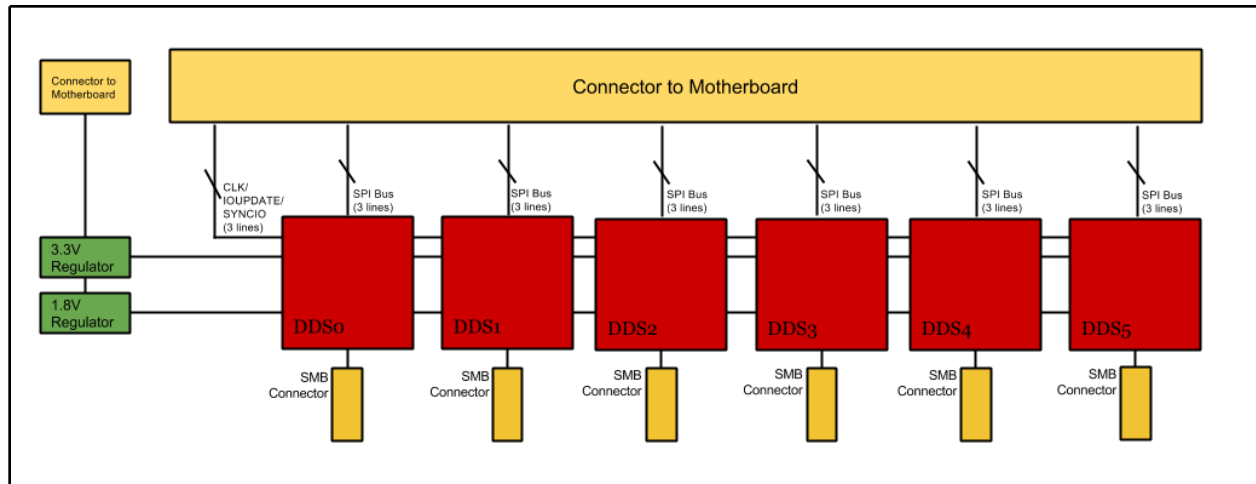 Connector to
Motherboard
Connector to Motherboard
CLK/
IOUPDATE/
SYNCIO
(3 lines)
SPI Bus
(3 lines)
SPI Bus
(3 lines)
SPI Bus
(3 lines)
SPI Bus
(3 lines)
SPI Bus
(3 lines)
SPI Bus
(3 lines)
3.3V
Regulator
1.8V
Regulator
DDS0
DDS1
DDS2
DDS3
DDS4
DDS5
SMB
Connector
SMB
Connector
SMB
Connector
SMB
Connector
SMB
Connector
SMB
Connector